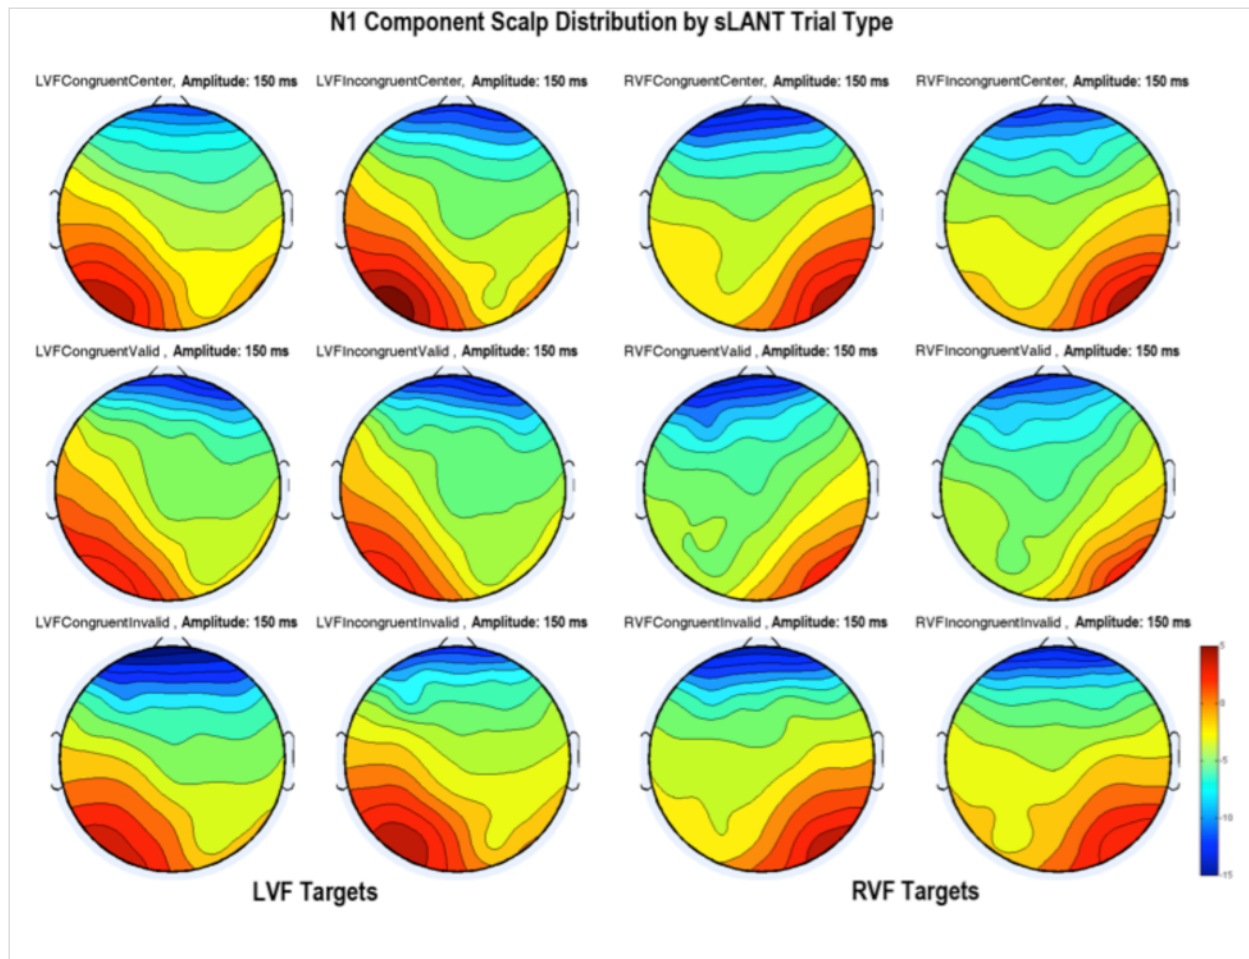 N1 Component Scalp Distribution by sLANT Trial Type
LVFCongruentCenter, Amplitude: 150 ms
LVFIncongruentCenter, Amplitude: 150 ms
RVFCongruentCenter, Amplitude: 150 ms
RVFIncongruentCenter, Amplitude: 150 ms
LVFCongruentValid , Amplitude: 150 ms
LVFIncongruentValid , Amplitude: 150 ms
RVFCongruentValid , Amplitude: 150 ms
RVFIncongruentValid , Amplitude: 150 ms
LVFCongruentInvalid , Amplitude: 150 ms
LVFIncongruentInvalid , Amplitude: 150 ms
RVFCongruentInvalid , Amplitude: 150 ms
RVFIncongruentInvalid , Amplitude: 150 ms
5
0
-5
-10
-15
LVF Targets
RVF Targets